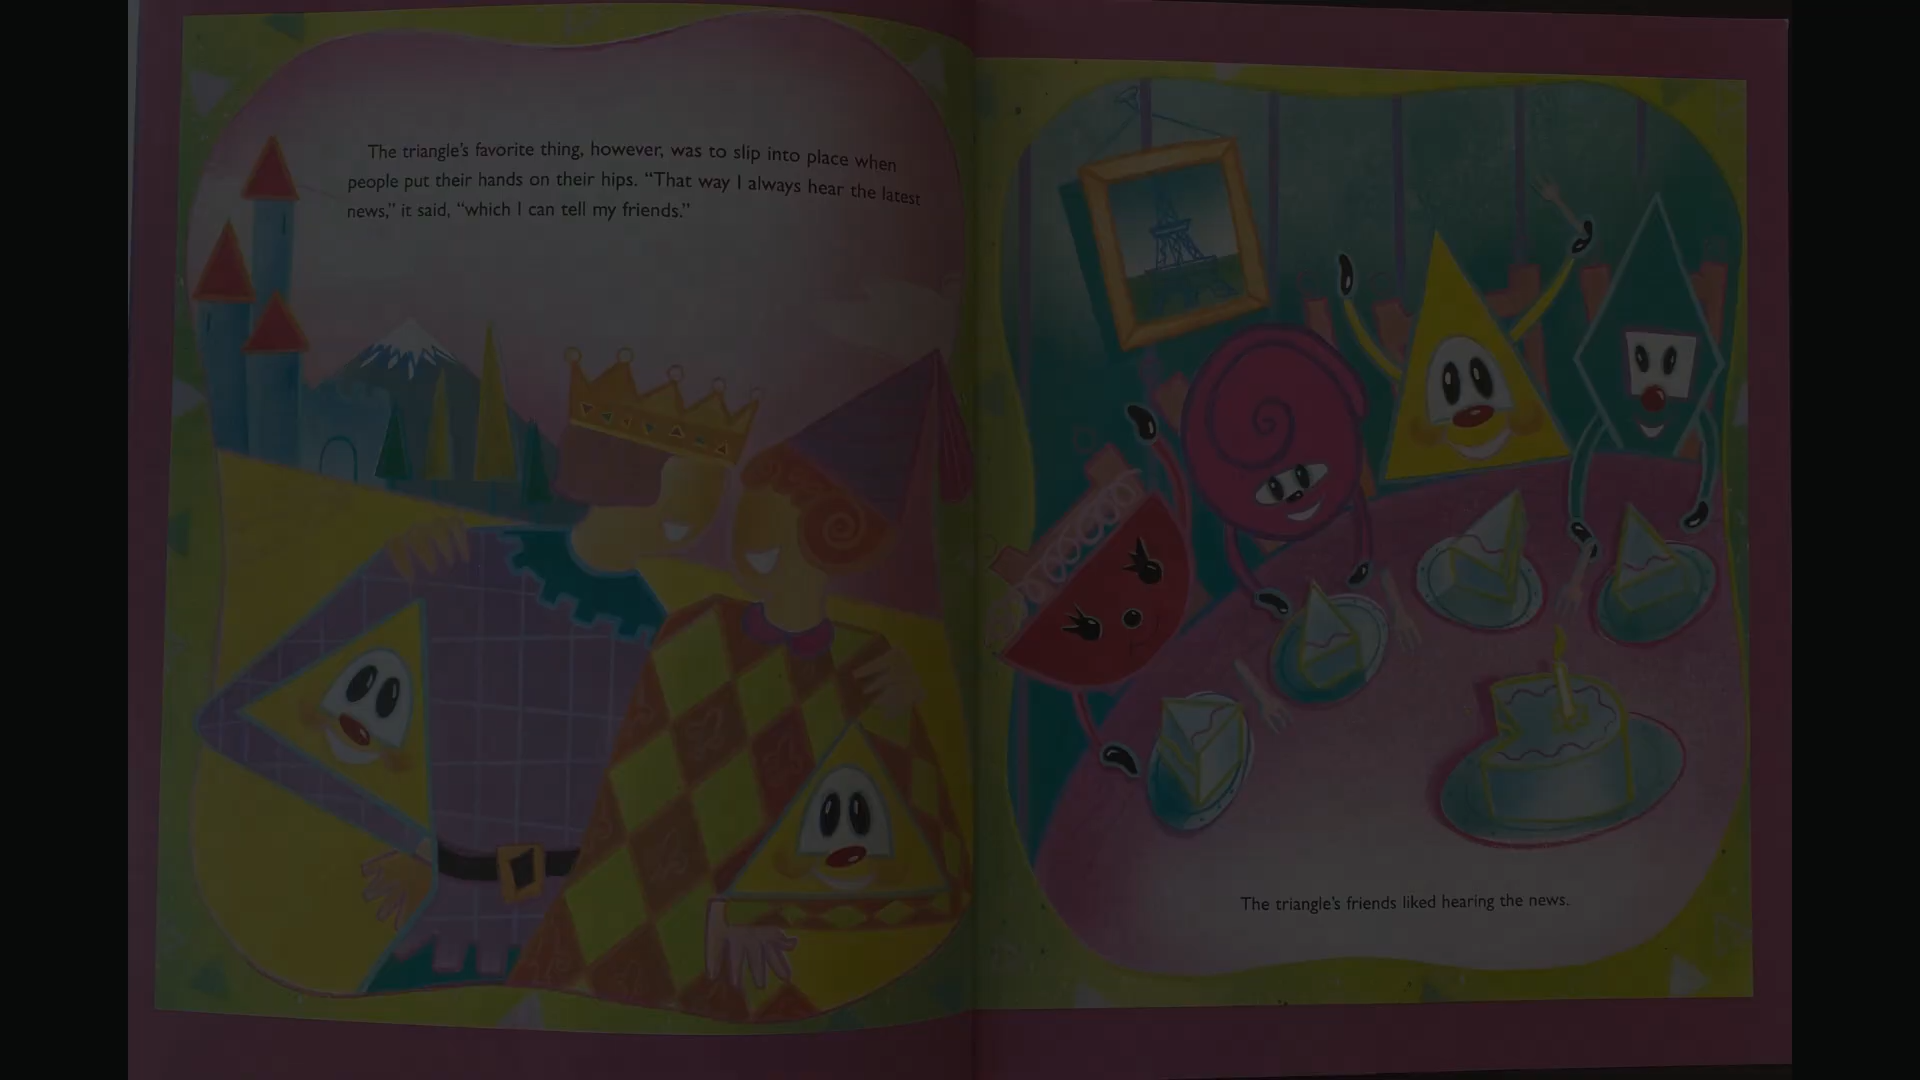 The triangle's favorite thing, however, was to slip into place when
people put their hands on their hips. “That way I always hear the latest
news,” it said, “which I can tell my friends.”
The triangle's friends liked hearing the news.